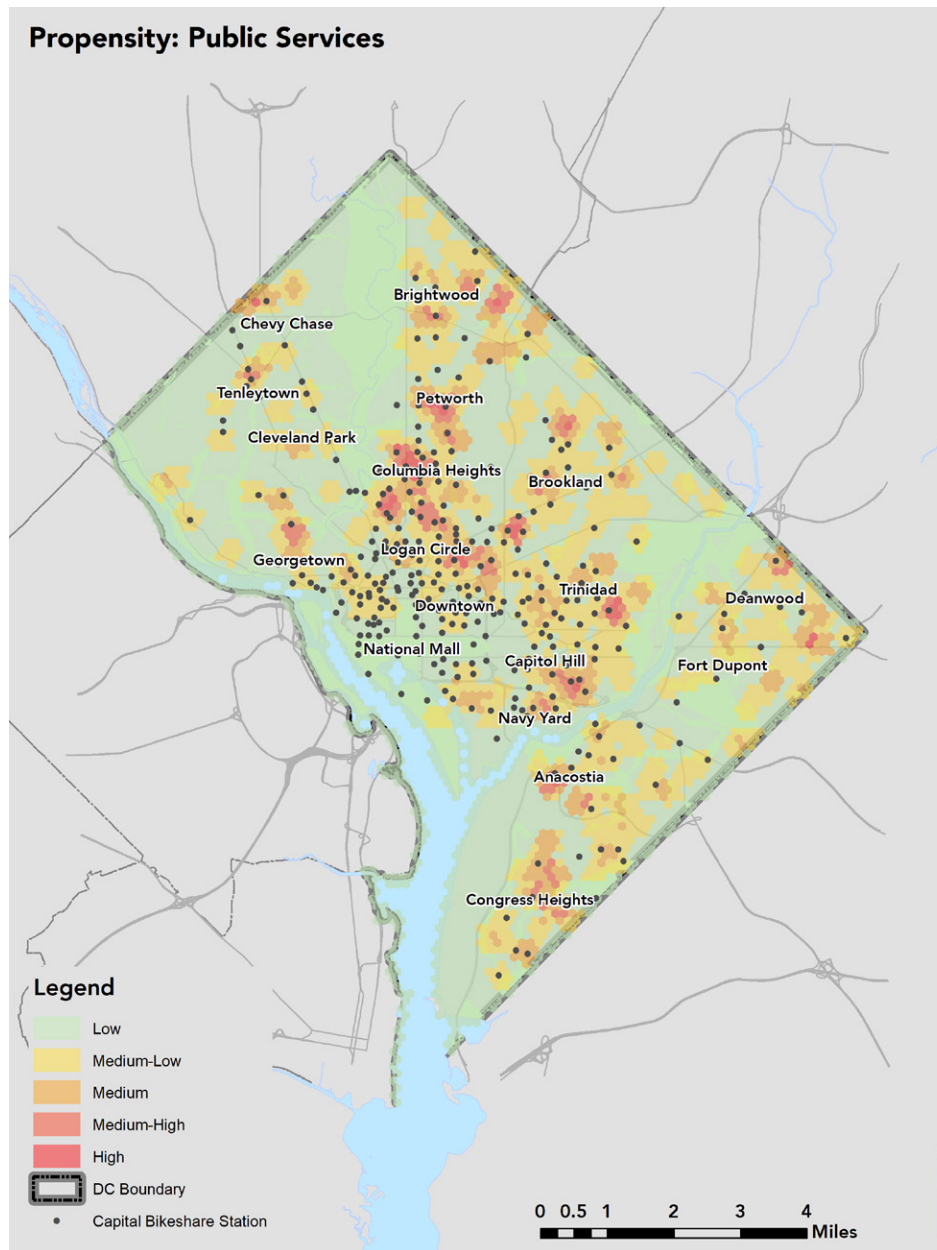 Propensity: Public Services
Brightwood
Chevy Chase
Tenleytown
Petworth
Cleveland Park
Columbia Heights
Brookland
Logan Circle
Georgetown
Trinidad
Deanwood
Downtown
National Mall
Capitol Hill
Fort Dupont
Navy Yard
Anacostia
Congress Heights
Legend
Low
Medium-Low
Medium
Medium-High
High
DC Boundary
Capital Bikeshare Station
0 0.5 1 2 3 4
Miles